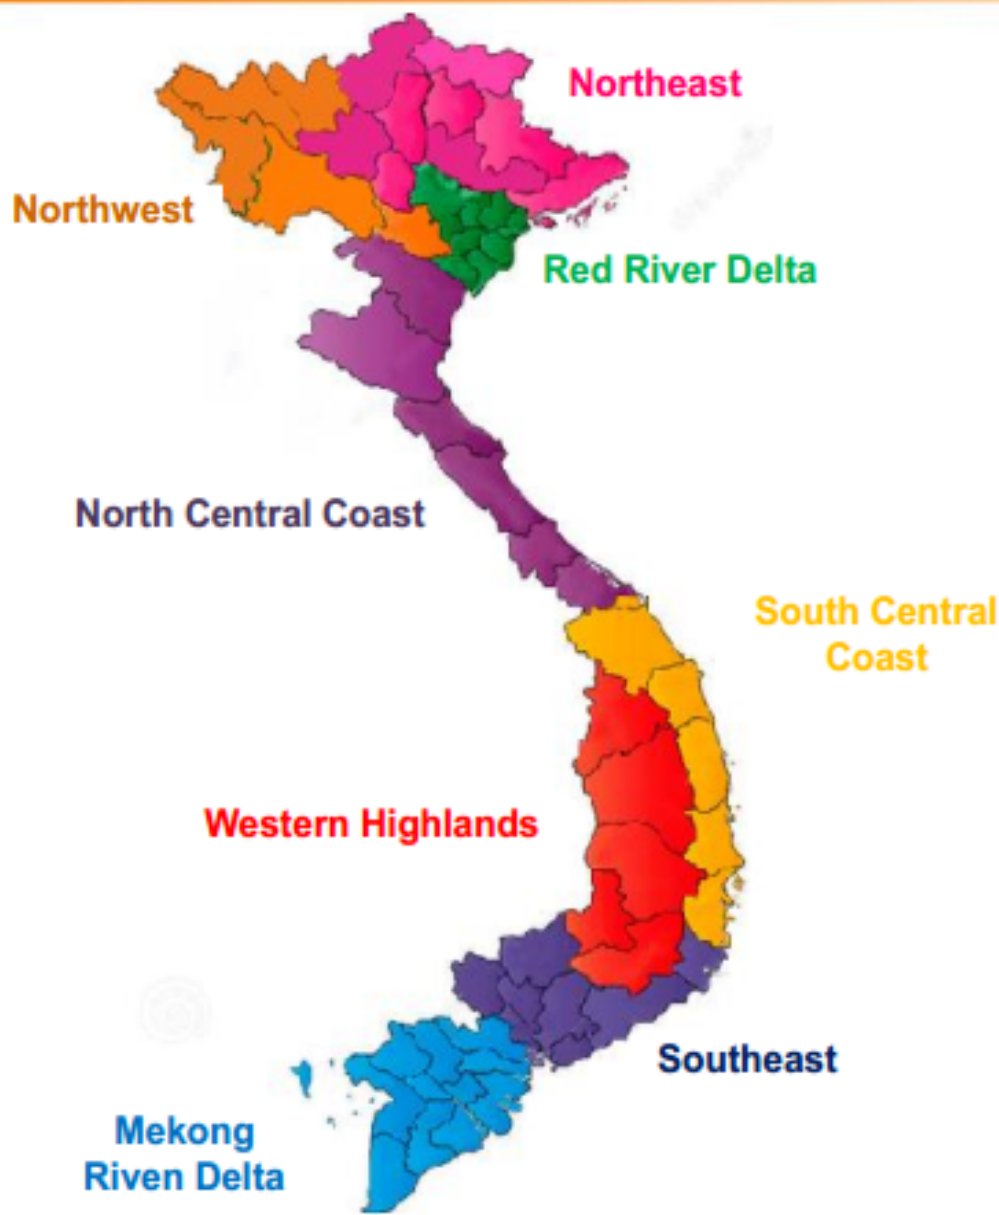 Northeast
Northwest
Red River Delta
North Central Coast
South Central
Coast
Western Highlands
Southeast
Mekong
Riven Delta